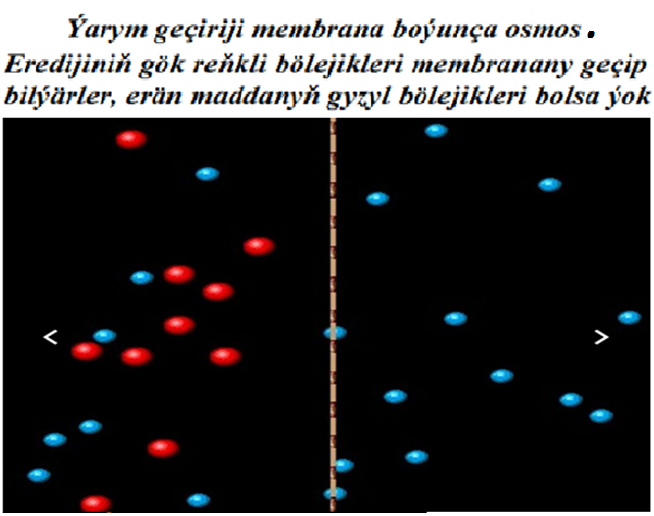 Ýarym geçiriji membrana boýunça osmos.
Eredijiniň gök reňkli bölejikleri membranany geçip
bilýärler, erän maddanyň gyzyl bölejikleri bolsa ýok
< >